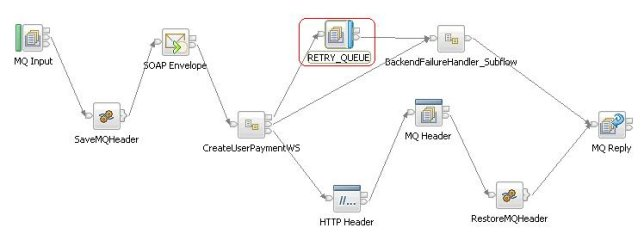 MQ Input
SOAP Envelope
RETRY_QUEUE
BackendFailureHandler_Subflow
SaveMQHeader
CreateUserPaymentWS
MQ Header
MQ Reply
//...
HTTP Header
RestoreMQHeader